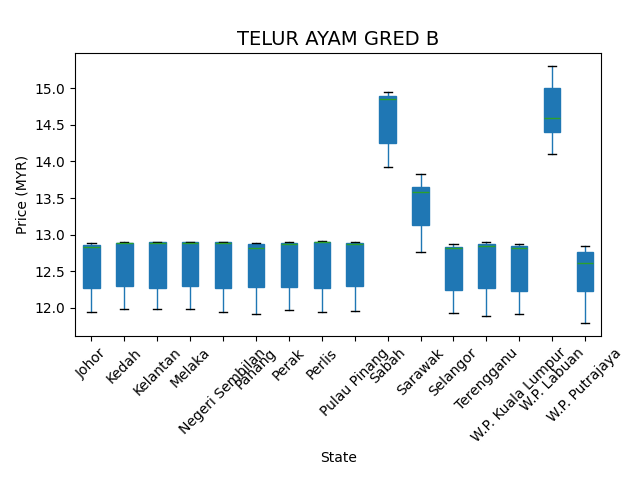 TELUR AYAM GRED B
Price (MYR)
15.0
14.5
14.0
13.5
13.0
12.5
12.0
Johor
Kedah
Kelantan
Melaka
Negeri Sembilan
Pahang
Perak
Perlis
Pulau Pinang
Sabah
Sarawak
Selangor
Terengganu
W.P. Kuala Lumpur
W.P. Labuan
W.P. Putrajaya
State